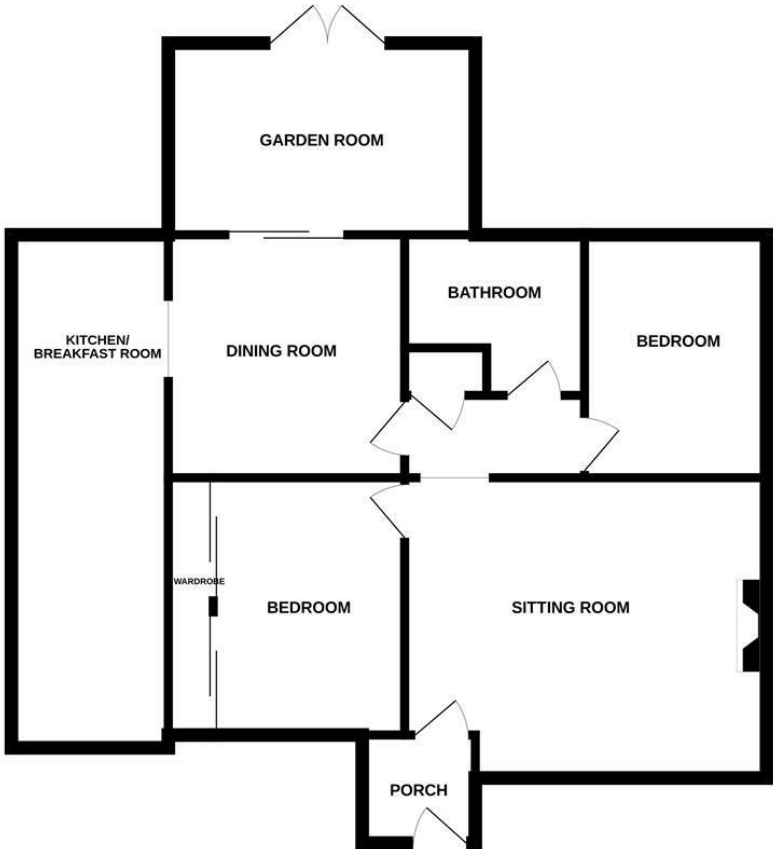 GARDEN ROOM
BATHROOM
KITCHEN/
BREAKFAST ROOM
DINING ROOM
BEDROOM
WARDROBE
BEDROOM
SITTING ROOM
PORCH